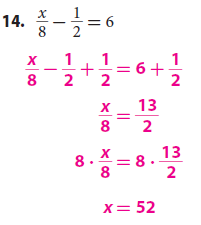 14. x/8 − 1/2 = 6
x/8 − 1/2 + 1/2 = 6 + 1/2
x/8 = 13/2
8 · x/8 = 8 · 13/2
x = 52